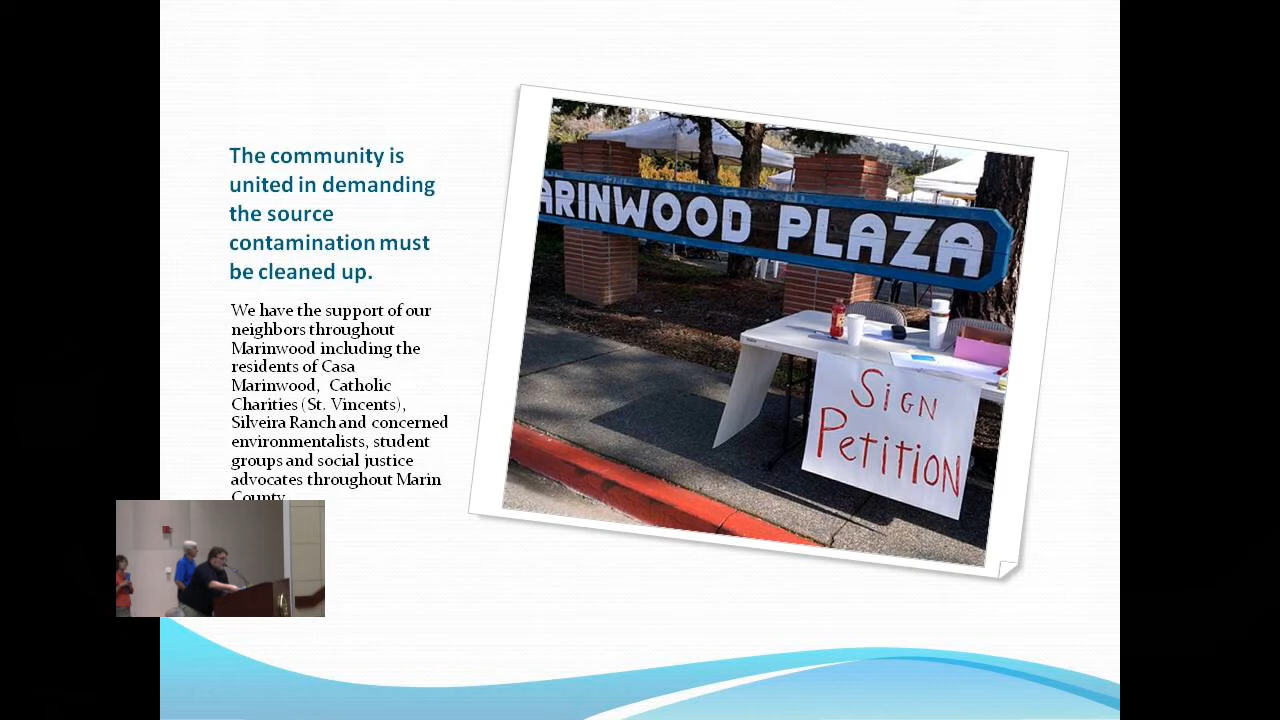 The community is
united in demanding
the source
contamination must
be cleaned up.
We have the support of our
neighbors throughout
Marinwood including the
residents of Casa
Marinwood, Catholic
Charities (St. Vincents),
Silveira Ranch and concerned
environmentalists, student
groups and social justice
advocates throughout Marin
County
ARINWOOD PLAZA
SIGN
PETITION